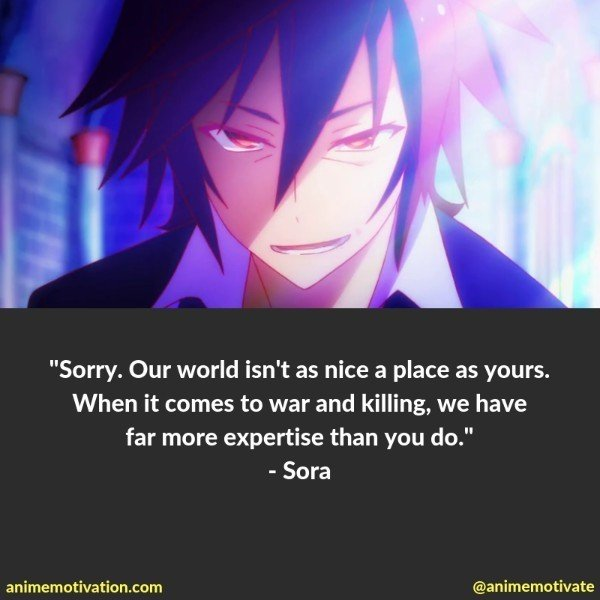 "Sorry. Our world isn't as nice a place as yours.
When it comes to war and killing, we have
far more expertise than you do."
- Sora
animemotivation.com
@animemotivate